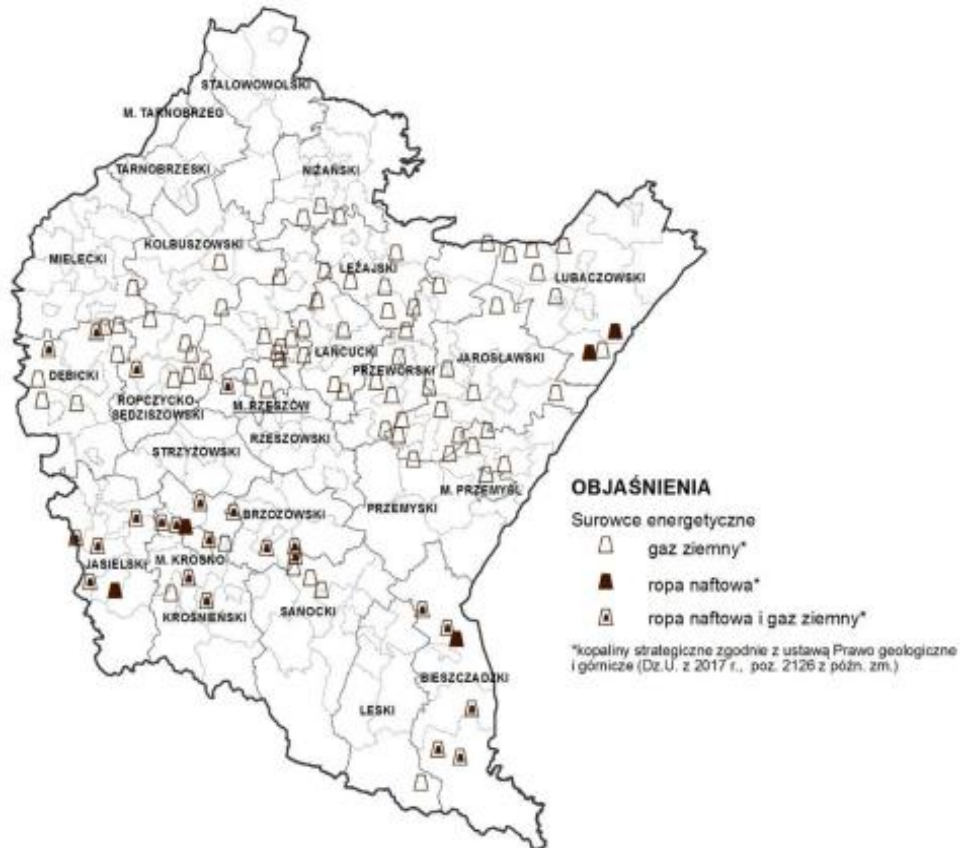 STALOWOWOLSKI
M. TARNOBRZEG
TARNOBRZESKI
NIŻAŃSKI
KOLBUSZOWSKI
MIELECKI
LEŻAJSKI
LUBACZOWSKI
ŁAŃCUCKI
JAROSŁAWSKI
PRZEWORSKI
DĘBICKI
ROPCZYCKO-
SĘDZISZOWSKI
M. RZESZÓW
RZESZOWSKI
STRZYŻOWSKI
M. PRZEMYŚL
PRZEMYSKI
BRZOZOWSKI
JASIELSKI
M. KROSNO
KROŚNIEŃSKI
SANOCKI
BIESZCZADZKI
LESKI
OBJAŚNIENIA
Surowce energetyczne
gaz ziemny*
ropa naftowa*
ropa naftowa i gaz ziemny*
*kopaliny strategiczne zgodnie z ustawą Prawo geologiczne
i górnicze (Dz.U. z 2017 r., poz. 2126 z późn. zm.)